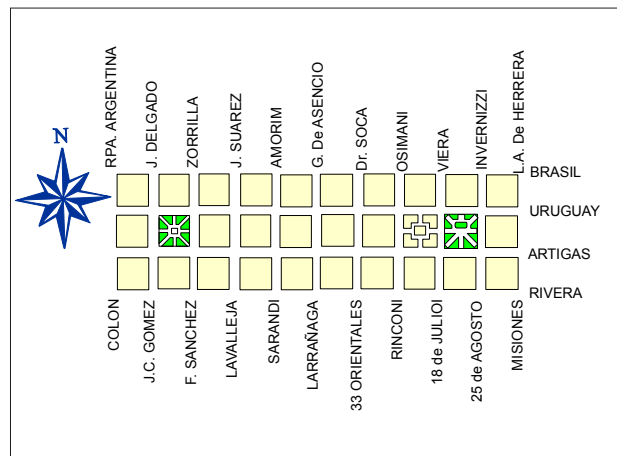 RPA. ARGENTINA
J. DELGADO
ZORRILLA
J. SUAREZ
AMORIM
G. De ASENCIO
Dr. SOCA
OSIMANI
VIERA
INVERNIZZI
L.A. De HERRERA
N
BRASIL
URUGUAY
ARTIGAS
RIVERA
COLON
J.C. GOMEZ
F. SANCHEZ
LAVALLEJA
SARANDI
LARRAÑAGA
33 ORIENTALES
RINCONI
18 de JULIOI
25 de AGOSTO
MISIONES